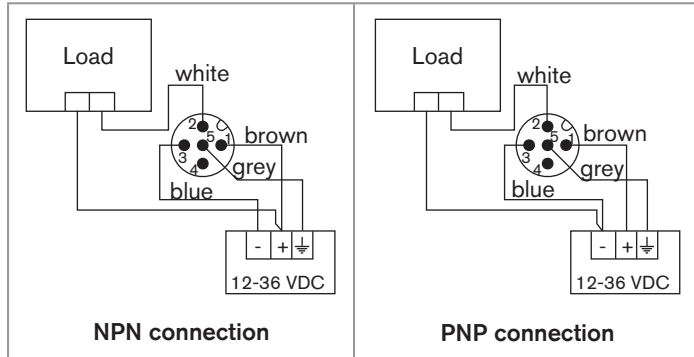 Load
white
2
5
1
brown
3
4
grey
blue
- +
12-36 VDC
NPN connection
Load
white
2
5
1
brown
3
4
grey
blue
- +
12-36 VDC
PNP connection